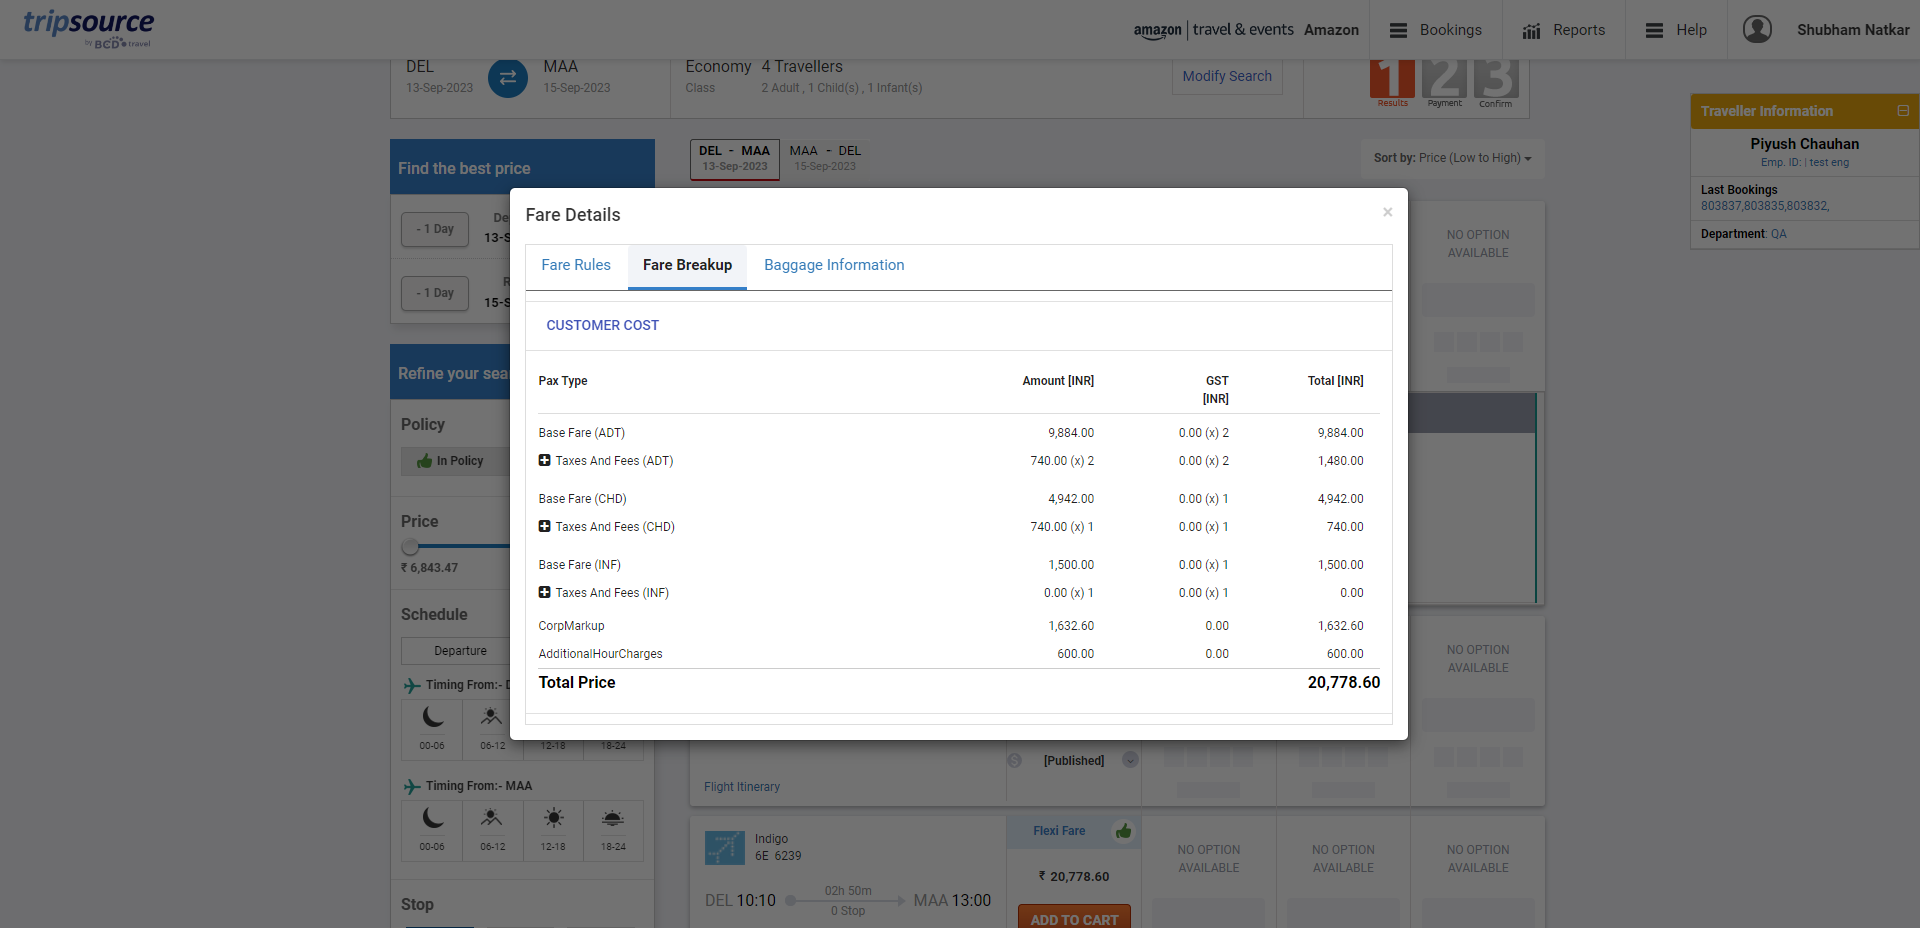 tripsource
by BCD travel
amazon | travel & events Amazon
Bookings
Reports
Help
Shubham Natkar
DEL
13-Sep-2023
MAA
15-Sep-2023
Economy
Class
4 Travellers
2 Adult , 1 Child(s) , 1 Infant(s)
Modify Search
1 2 3
Results Payment Confirm
Traveller Information
Piyush Chauhan
Emp. ID: | test eng
Last Bookings
803837,803835,803832,
Department: QA
Find the best price
- 1 Day
De
13-S
- 1 Day
R
15-S
DEL - MAA
13-Sep-2023
MAA - DEL
15-Sep-2023
Sort by: Price (Low to High)
Refine your sea
Policy
In Policy
Price
₹ 6,843.47
Schedule
Departure
Timing From:- D
00-06 06-12 12-18 18-24
Timing From:- MAA
00-06 06-12 12-18 18-24
Stop
Fare Details
×
Fare Rules Fare Breakup Baggage Information
CUSTOMER COST
Pax Type Amount [INR] GST [INR] Total [INR]
Base Fare (ADT) 9,884.00 0.00 (x) 2 9,884.00
Taxes And Fees (ADT) 740.00 (x) 2 0.00 (x) 2 1,480.00
Base Fare (CHD) 4,942.00 0.00 (x) 1 4,942.00
Taxes And Fees (CHD) 740.00 (x) 1 0.00 (x) 1 740.00
Base Fare (INF) 1,500.00 0.00 (x) 1 1,500.00
Taxes And Fees (INF) 0.00 (x) 1 0.00 (x) 1 0.00
CorpMarkup 1,632.60 0.00 1,632.60
AdditionalHourCharges 600.00 0.00 600.00
Total Price 20,778.60
NO OPTION
AVAILABLE
NO OPTION
AVAILABLE
[Published]
Flight Itinerary
Indigo
6E 6239
DEL 10:10
02h 50m
0 Stop
MAA 13:00
Flexi Fare
₹ 20,778.60
ADD TO CART
NO OPTION
AVAILABLE
NO OPTION
AVAILABLE
NO OPTION
AVAILABLE